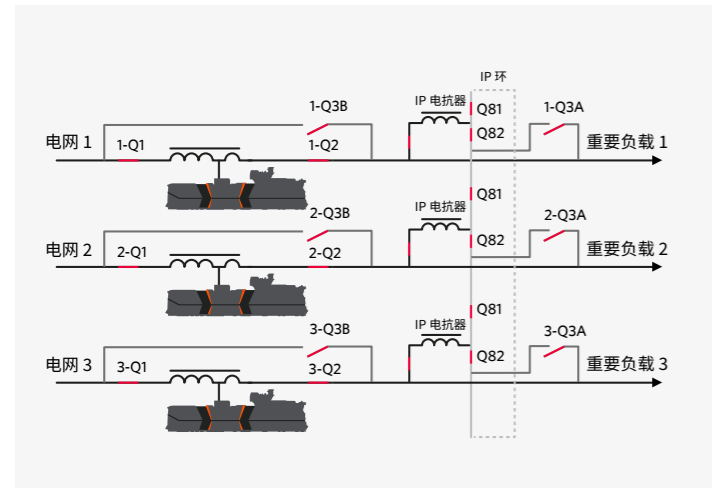 IP 环
1-Q3B
IP 电抗器
Q81
1-Q3A
电网 1
1-Q1
1-Q2
Q82
重要负载 1
Q81
2-Q3B
IP 电抗器
2-Q3A
电网 2
2-Q1
2-Q2
Q82
重要负载 2
Q81
3-Q3B
IP 电抗器
3-Q3A
电网 3
3-Q1
3-Q2
Q82
重要负载 3